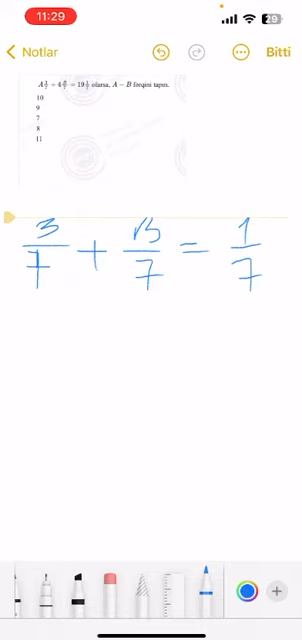 11:29
29
Notlar
Bitti
A 3/7 + 4 B/7 = 19 1/7 olarsa, A − B fərqini tapın.
10
9
7
8
11
3/7 + B/7 = 1/7